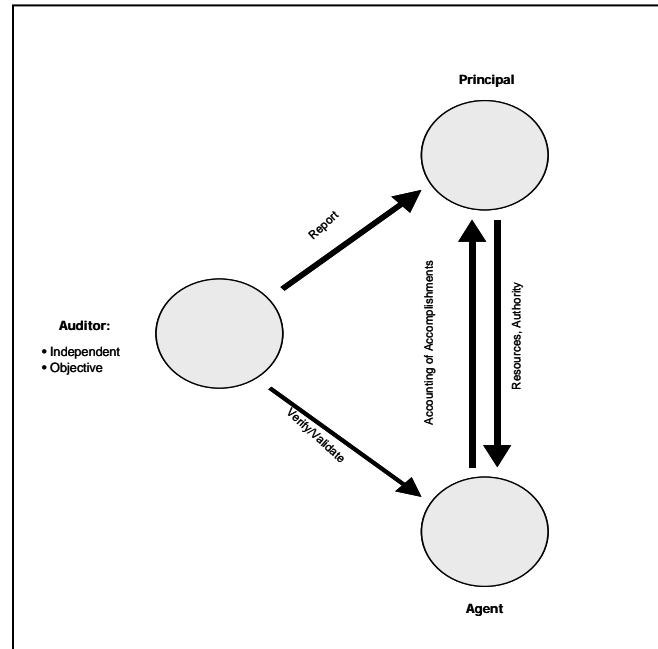 Principal
Report
Accounting of Accomplishments
Resources, Authority
Auditor:
• Independent
• Objective
Verify/Validate
Agent